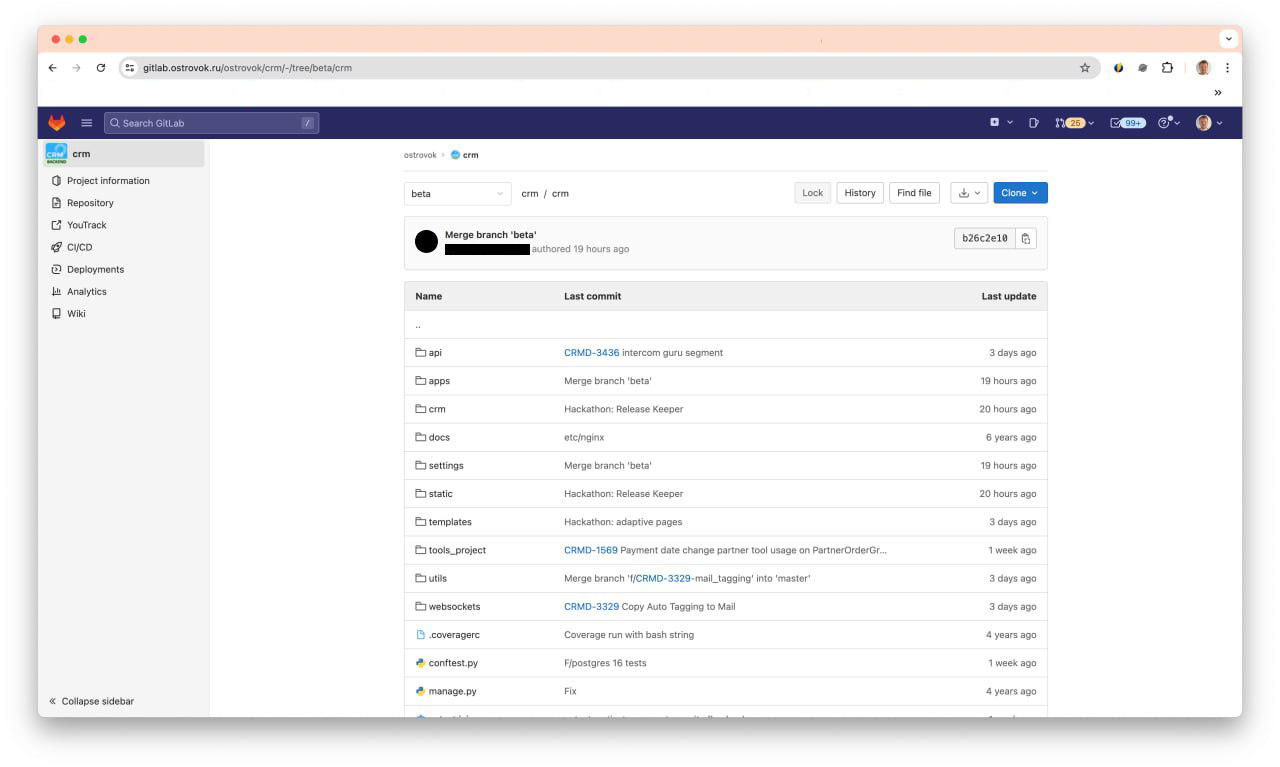 gitlab.ostrovok.ru/ostrovok/crm/-/tree/beta/crm
Search GitLab /
25 99+
CRM BACKEND crm
ostrovok › crm
Project information
Repository
YouTrack
CI/CD
Deployments
Analytics
Wiki
Collapse sidebar
beta crm / crm Lock History Find file Clone
Merge branch 'beta'
authored 19 hours ago
b26c2e10
Name Last commit Last update
..
api CRMD-3436 intercom guru segment 3 days ago
apps Merge branch 'beta' 19 hours ago
crm Hackathon: Release Keeper 20 hours ago
docs etc/nginx 6 years ago
settings Merge branch 'beta' 19 hours ago
static Hackathon: Release Keeper 20 hours ago
templates Hackathon: adaptive pages 3 days ago
tools_project CRMD-1569 Payment date change partner tool usage on PartnerOrderGr... 1 week ago
utils Merge branch 'f/CRMD-3329-mail_tagging' into 'master' 3 days ago
websockets CRMD-3329 Copy Auto Tagging to Mail 3 days ago
.coveragerc Coverage run with bash string 4 years ago
conftest.py F/postgres 16 tests 1 week ago
manage.py Fix 4 years ago